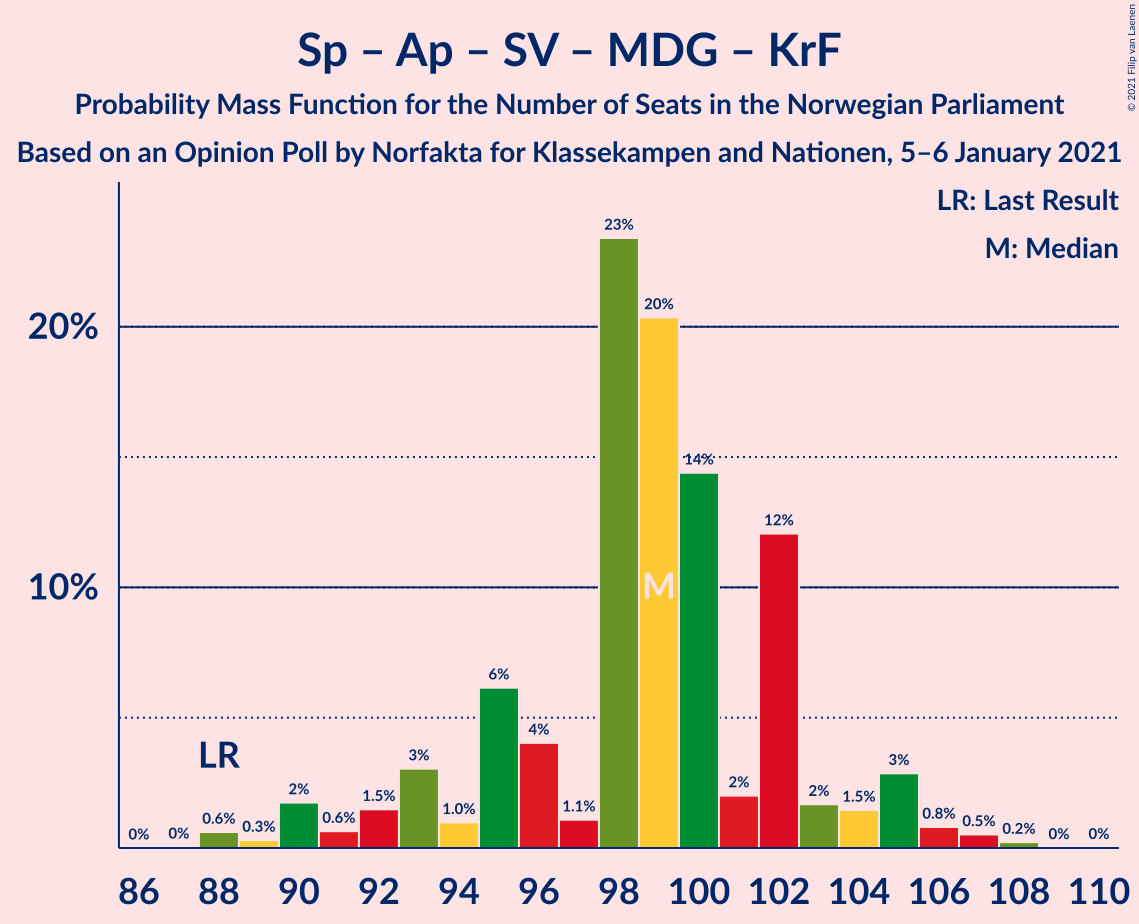 Sp – Ap – SV – MDG – KrF
Probability Mass Function for the Number of Seats in the Norwegian Parliament
Based on an Opinion Poll by Norfakta for Klassekampen and Nationen, 5–6 January 2021
© 2021 Filip van Laenen
LR: Last Result
M: Median
20%
10%
LR
M
0% 0% 0.6% 0.3% 2% 0.6% 1.5% 3% 1.0% 6% 4% 1.1% 23% 20% 14% 2% 12% 2% 1.5% 3% 0.8% 0.5% 0.2% 0% 0%
86 88 90 92 94 96 98 100 102 104 106 108 110